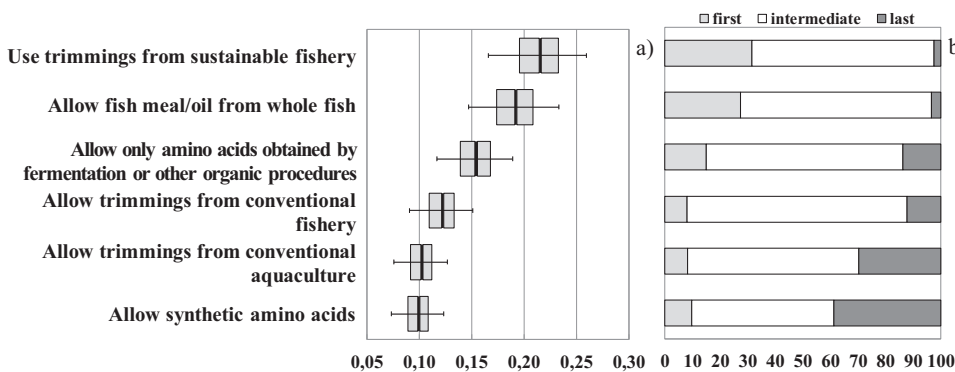 first intermediate last
Use trimmings from sustainable fishery
a)
b
Allow fish meal/oil from whole fish
Allow only amino acids obtained by
fermentation or other organic procedures
Allow trimmings from conventional
fishery
Allow trimmings from conventional
aquaculture
Allow synthetic amino acids
0,05 0,10 0,15 0,20 0,25 0,30
0 10 20 30 40 50 60 70 80 90 100